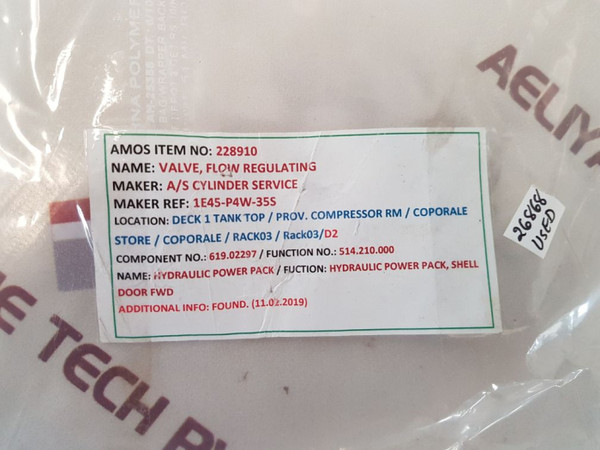 AELIYA
AMOS ITEM NO: 228910
NAME: VALVE, FLOW REGULATING
MAKER: A/S CYLINDER SERVICE
MAKER REF: 1E45-P4W-35S
LOCATION: DECK 1 TANK TOP / PROV. COMPRESSOR RM / COPORALE
STORE / COPORALE / RACK03 / Rack03/D2
COMPONENT NO.: 619.02297 / FUNCTION NO.: 514.210.000
NAME: HYDRAULIC POWER PACK / FUCTION: HYDRAULIC POWER PACK, SHELL
DOOR FWD
ADDITIONAL INFO: FOUND. (11.02.2019)
26868
USED
TECH